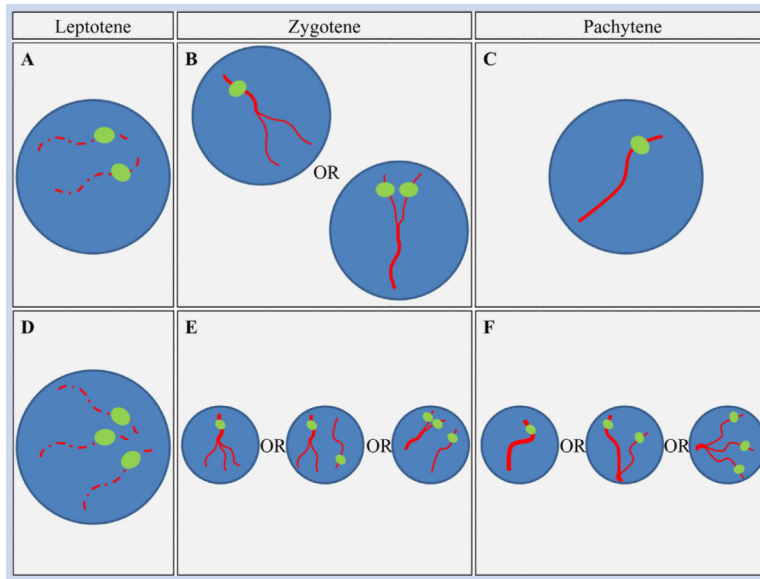 Leptotene
Zygotene
Pachytene
A
B
C
OR
D
E
F
OR
OR
OR
OR